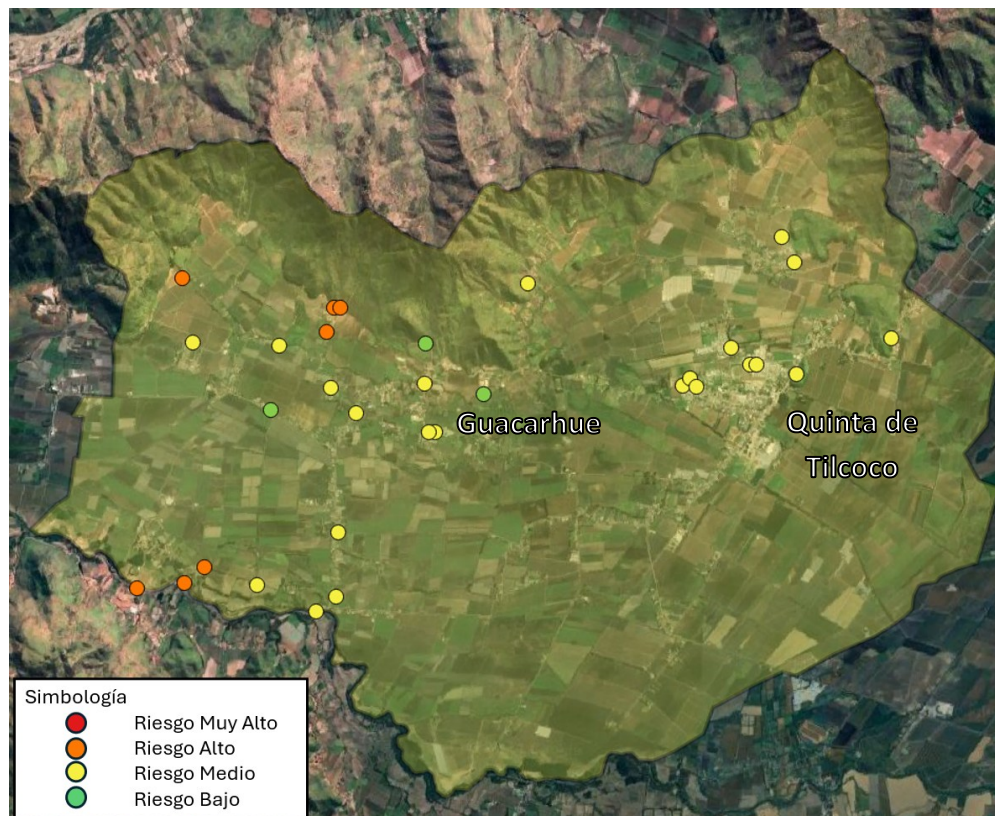 Guacarhue
Quinta de
Tilcoco
Simbología
Riesgo Muy Alto
Riesgo Alto
Riesgo Medio
Riesgo Bajo